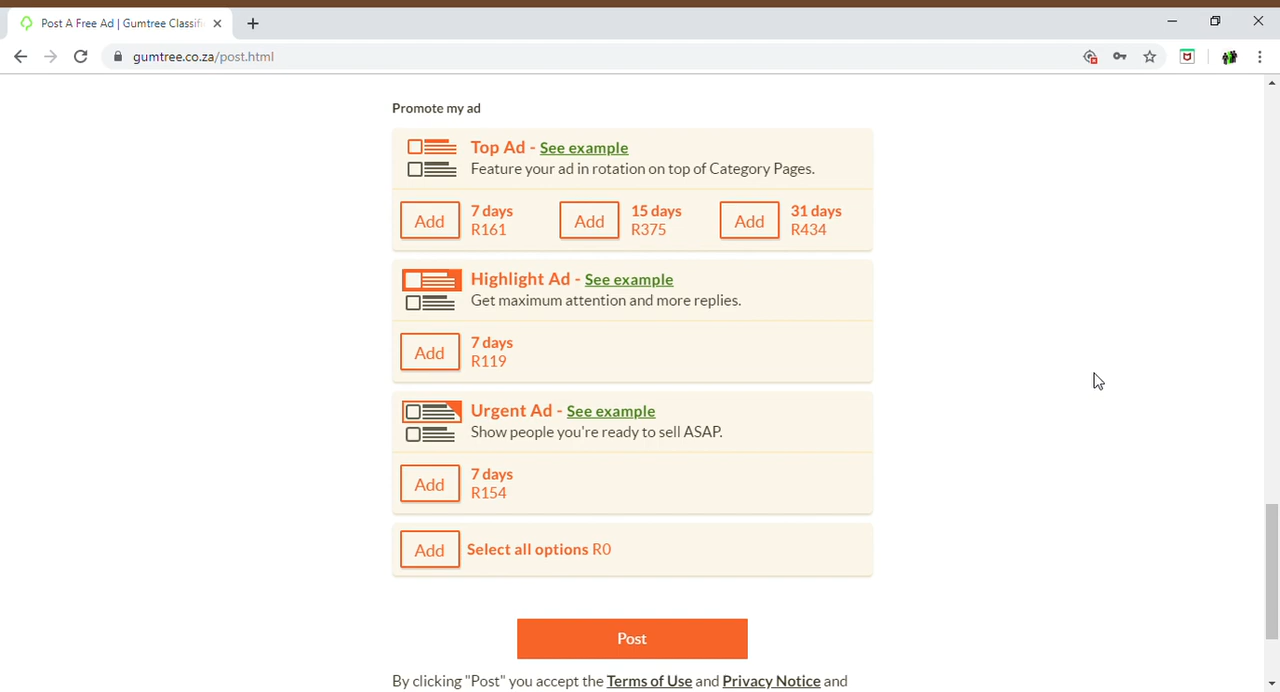 Post A Free Ad | Gumtree Classifi
gumtree.co.za/post.html
Promote my ad
Top Ad - See example
Feature your ad in rotation on top of Category Pages.
Add 7 days R161 Add 15 days R375 Add 31 days R434
Highlight Ad - See example
Get maximum attention and more replies.
Add 7 days R119
Urgent Ad - See example
Show people you're ready to sell ASAP.
Add 7 days R154
Add Select all options R0
Post
By clicking "Post" you accept the Terms of Use and Privacy Notice and